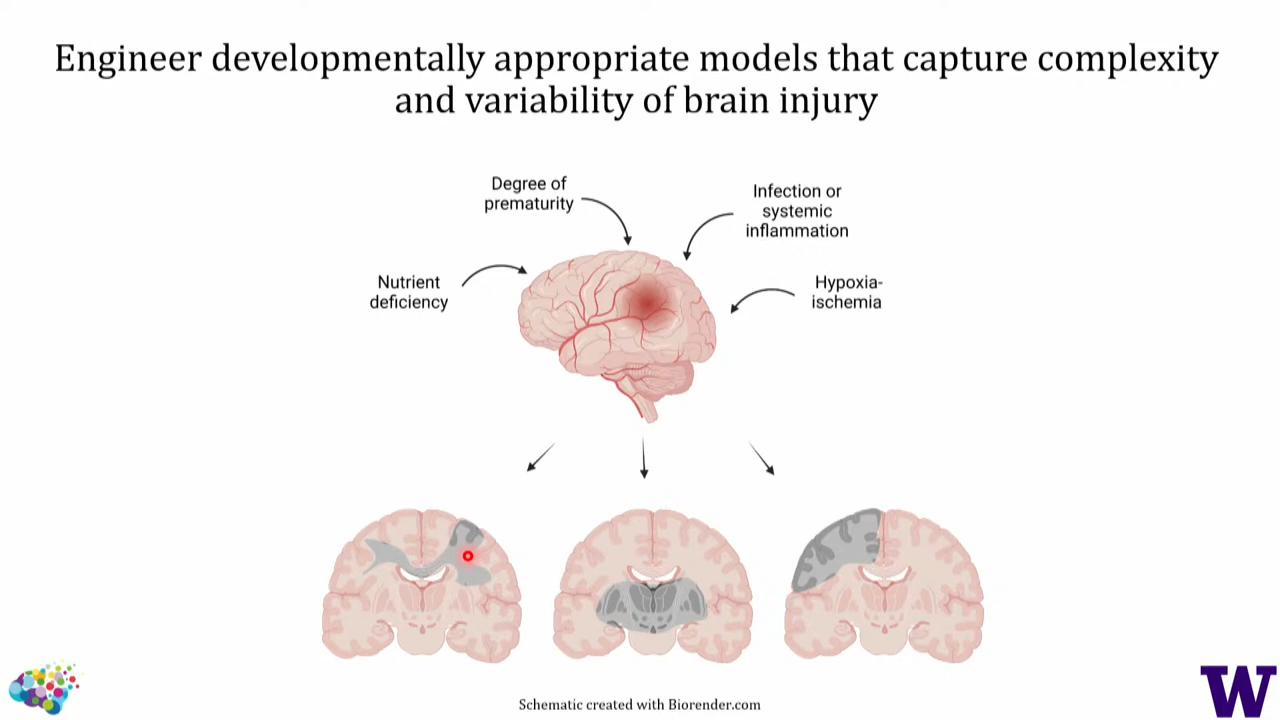 Engineer developmentally appropriate models that capture complexity
and variability of brain injury
Degree of
prematurity
Infection or
systemic
inflammation
Nutrient
deficiency
Hypoxia-
ischemia
Schematic created with Biorender.com
W